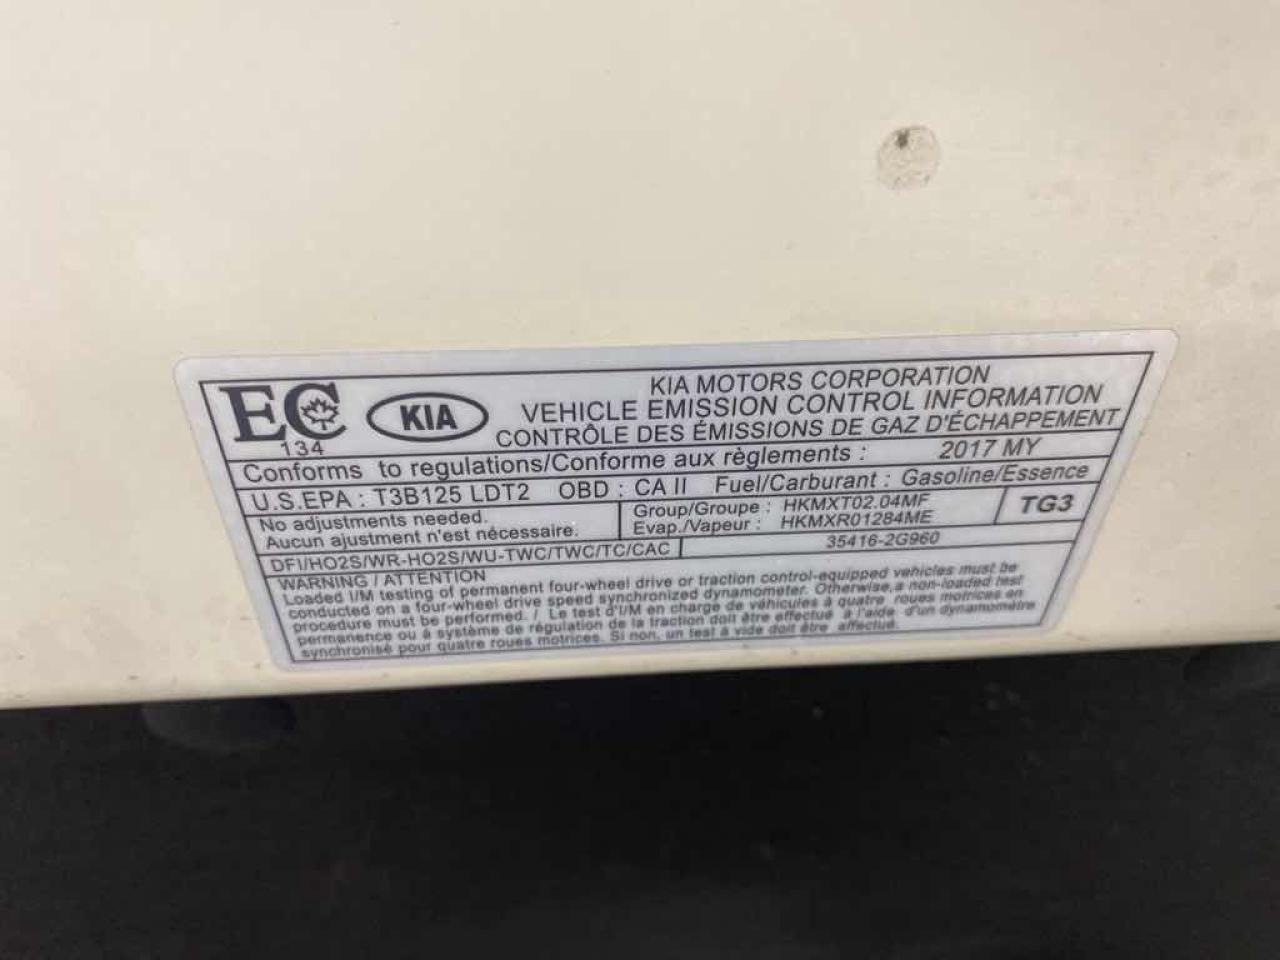 EC
134
KIA
KIA MOTORS CORPORATION
VEHICLE EMISSION CONTROL INFORMATION
CONTRÔLE DES ÉMISSIONS DE GAZ D'ÉCHAPPEMENT
Conforms to regulations/Conforme aux règlements : 2017 MY
U.S.EPA : T3B125 LDT2 OBD : CA II Fuel/Carburant : Gasoline/Essence
No adjustments needed.
Aucun ajustment n'est nécessaire.
Group/Groupe : HKMXT02.04MF
Evap./Vapeur : HKMXR01284ME
TG3
DFI/HO2S/WR-HO2S/WU-TWC/TWC/TC/CAC
35416-2G960
WARNING / ATTENTION
Loaded I/M testing of permanent four-wheel drive or traction control-equipped vehicles must be
conducted on a four-wheel drive speed synchronized dynamometer. Otherwise, a non-loaded test
procedure must be performed. / Le test d'I/M en charge de véhicules à quatre roues motrices en
permanence ou à système de régulation de la traction doit être effectué à l'aide d'un dynamomètre
synchronisé pour quatre roues motrices. Si non, un test à vide doit être effectué.